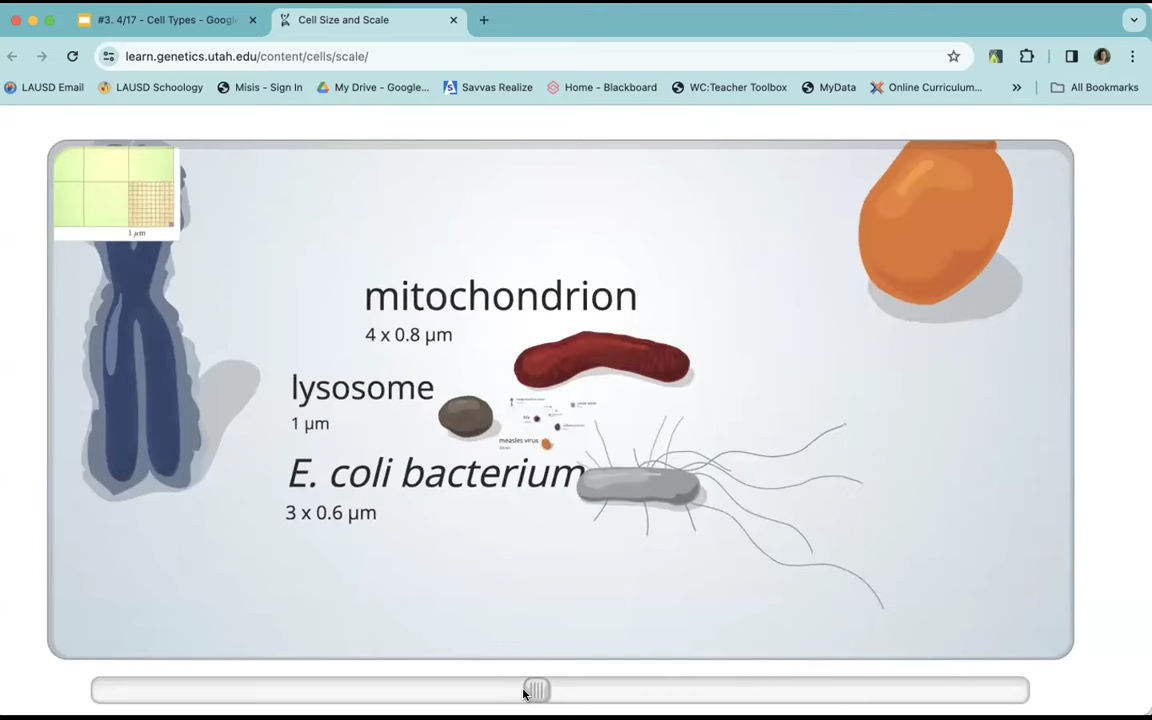 #3. 4/17 - Cell Types - Googl
Cell Size and Scale
learn.genetics.utah.edu/content/cells/scale/
LAUSD Email
LAUSD Schoology
Misis - Sign In
My Drive - Google...
Savvas Realize
Home - Blackboard
WC:Teacher Toolbox
MyData
Online Curriculum...
All Bookmarks
1 µm
mitochondrion
4 x 0.8 µm
lysosome
1 µm
measles virus
E. coli bacterium
3 x 0.6 µm